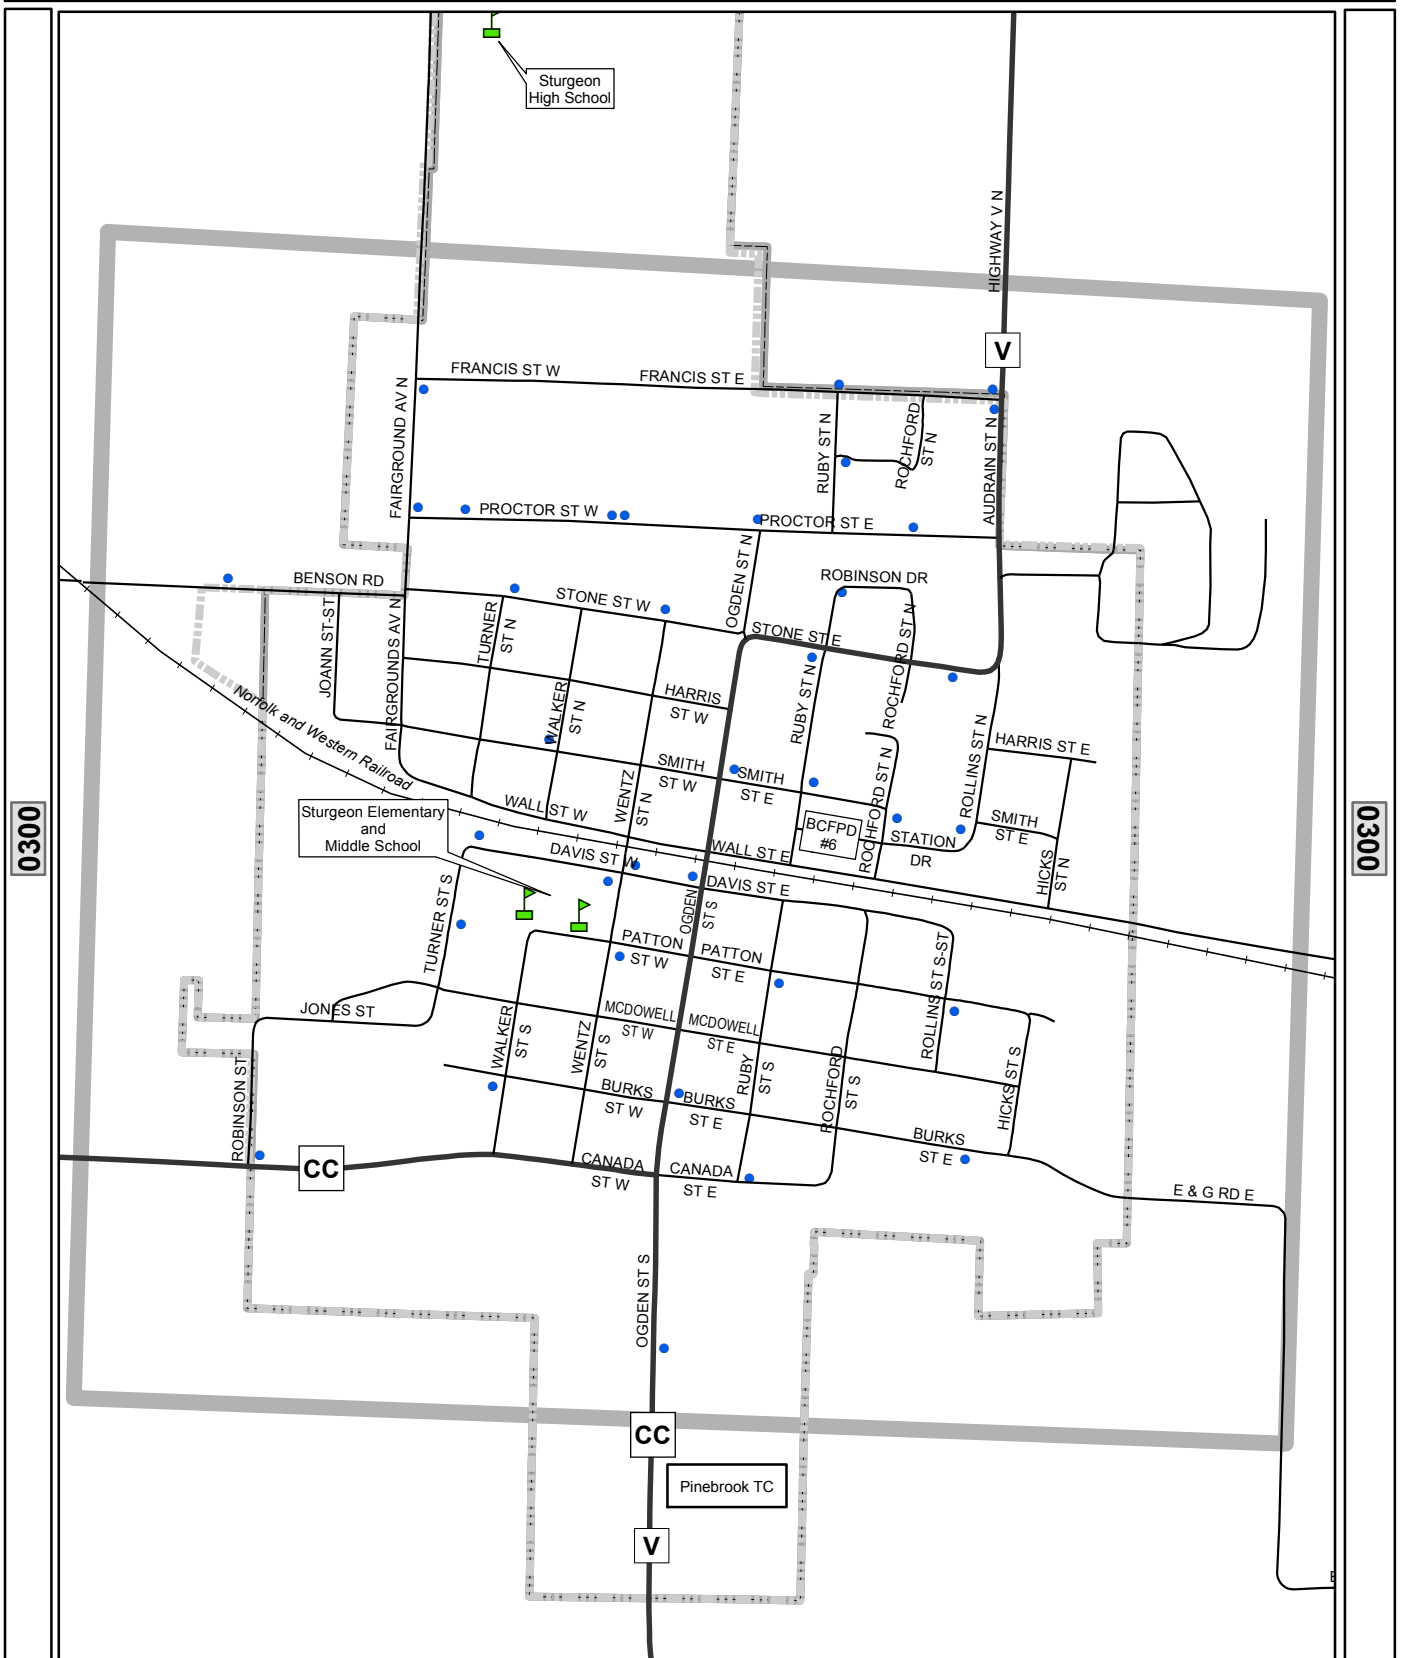 Sturgeon
High School
HIGHWAY V N
V
FRANCIS ST W
FRANCIS ST E
FAIRGROUND AV N
RUBY ST N
ROCHFORD
ST N
AUDRAIN ST N
PROCTOR ST W
PROCTOR ST E
OGDEN ST N
BENSON RD
ROBINSON DR
STONE ST W
STONE ST E
JOANN ST-ST
FAIRGROUNDS AV N
TURNER
ST N
WALKER
ST N
HARRIS
ST W
RUBY ST N
ROCHFORD ST N
Norfolk and Western Railroad
ROLLINS ST N
HARRIS ST E
SMITH
ST W
SMITH
ST E
WENTZ
ST N
ROCHFORD ST N
WALL ST W
Sturgeon Elementary
and
Middle School
BCFPD
#6
STATION
DR
SMITH
ST E
HICKS
ST N
0300
0300
WALL ST E
DAVIS ST W
DAVIS ST E
OGDEN
ST S
TURNER ST S
PATTON
ST W
PATTON
ST E
ROLLINS ST S-ST
JONES ST
WALKER
ST S
WENTZ
ST S
MCDOWELL
ST W
MCDOWELL
ST E
RUBY
ST S
ROCHFORD
ST S
HICKS ST S
ROBINSON ST
BURKS
ST W
BURKS
ST E
BURKS
ST E
CC
CANADA
ST W
CANADA
ST E
E & G RD E
OGDEN ST S
CC
Pinebrook TC
V